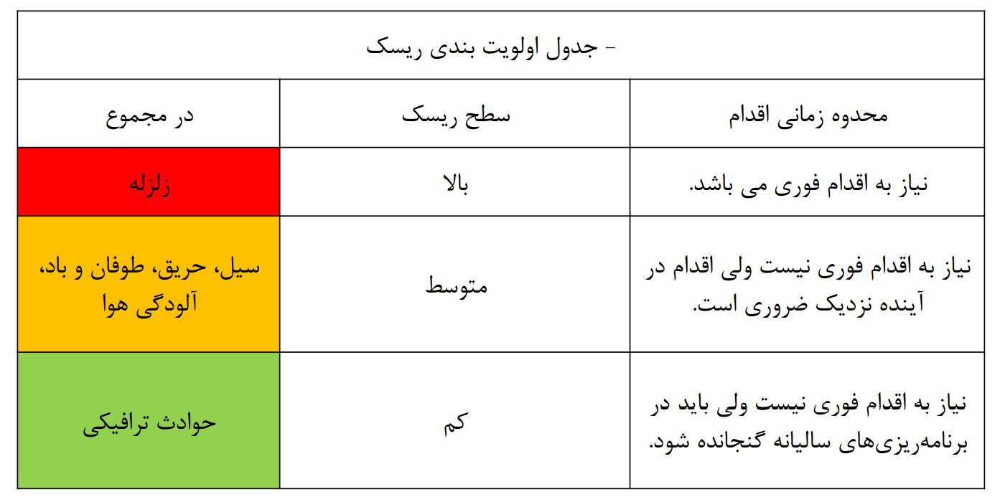 - جدول اولویت بندی ریسک
محدوه زمانی اقدام
سطح ریسک
در مجموع
نیاز به اقدام فوری می باشد.
بالا
زلزله
نیاز به اقدام فوری نیست ولی اقدام در
آینده نزدیک ضروری است.
متوسط
سیل، حریق، طوفان و باد،
آلودگی هوا
نیاز به اقدام فوری نیست ولی باید در
برنامه‌ریزی‌های سالیانه گنجانده شود.
کم
حوادث ترافیکی